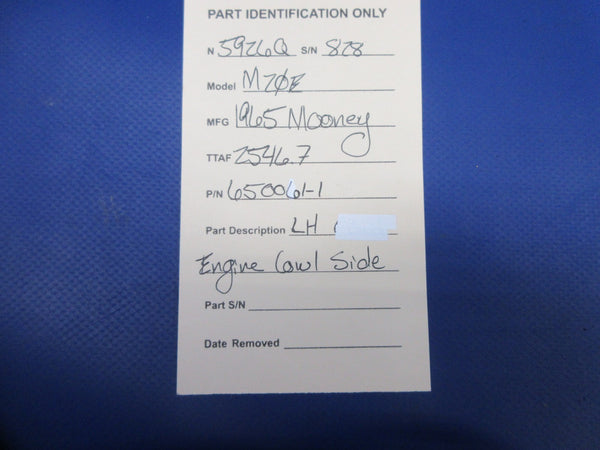 PART IDENTIFICATION ONLY
N 5926Q S/N 828
Model M20E
MFG 1965 Mooney
TTAF 2546.7
P/N 650061-1
Part Description LH
Engine Cowl Side
Part S/N
Date Removed